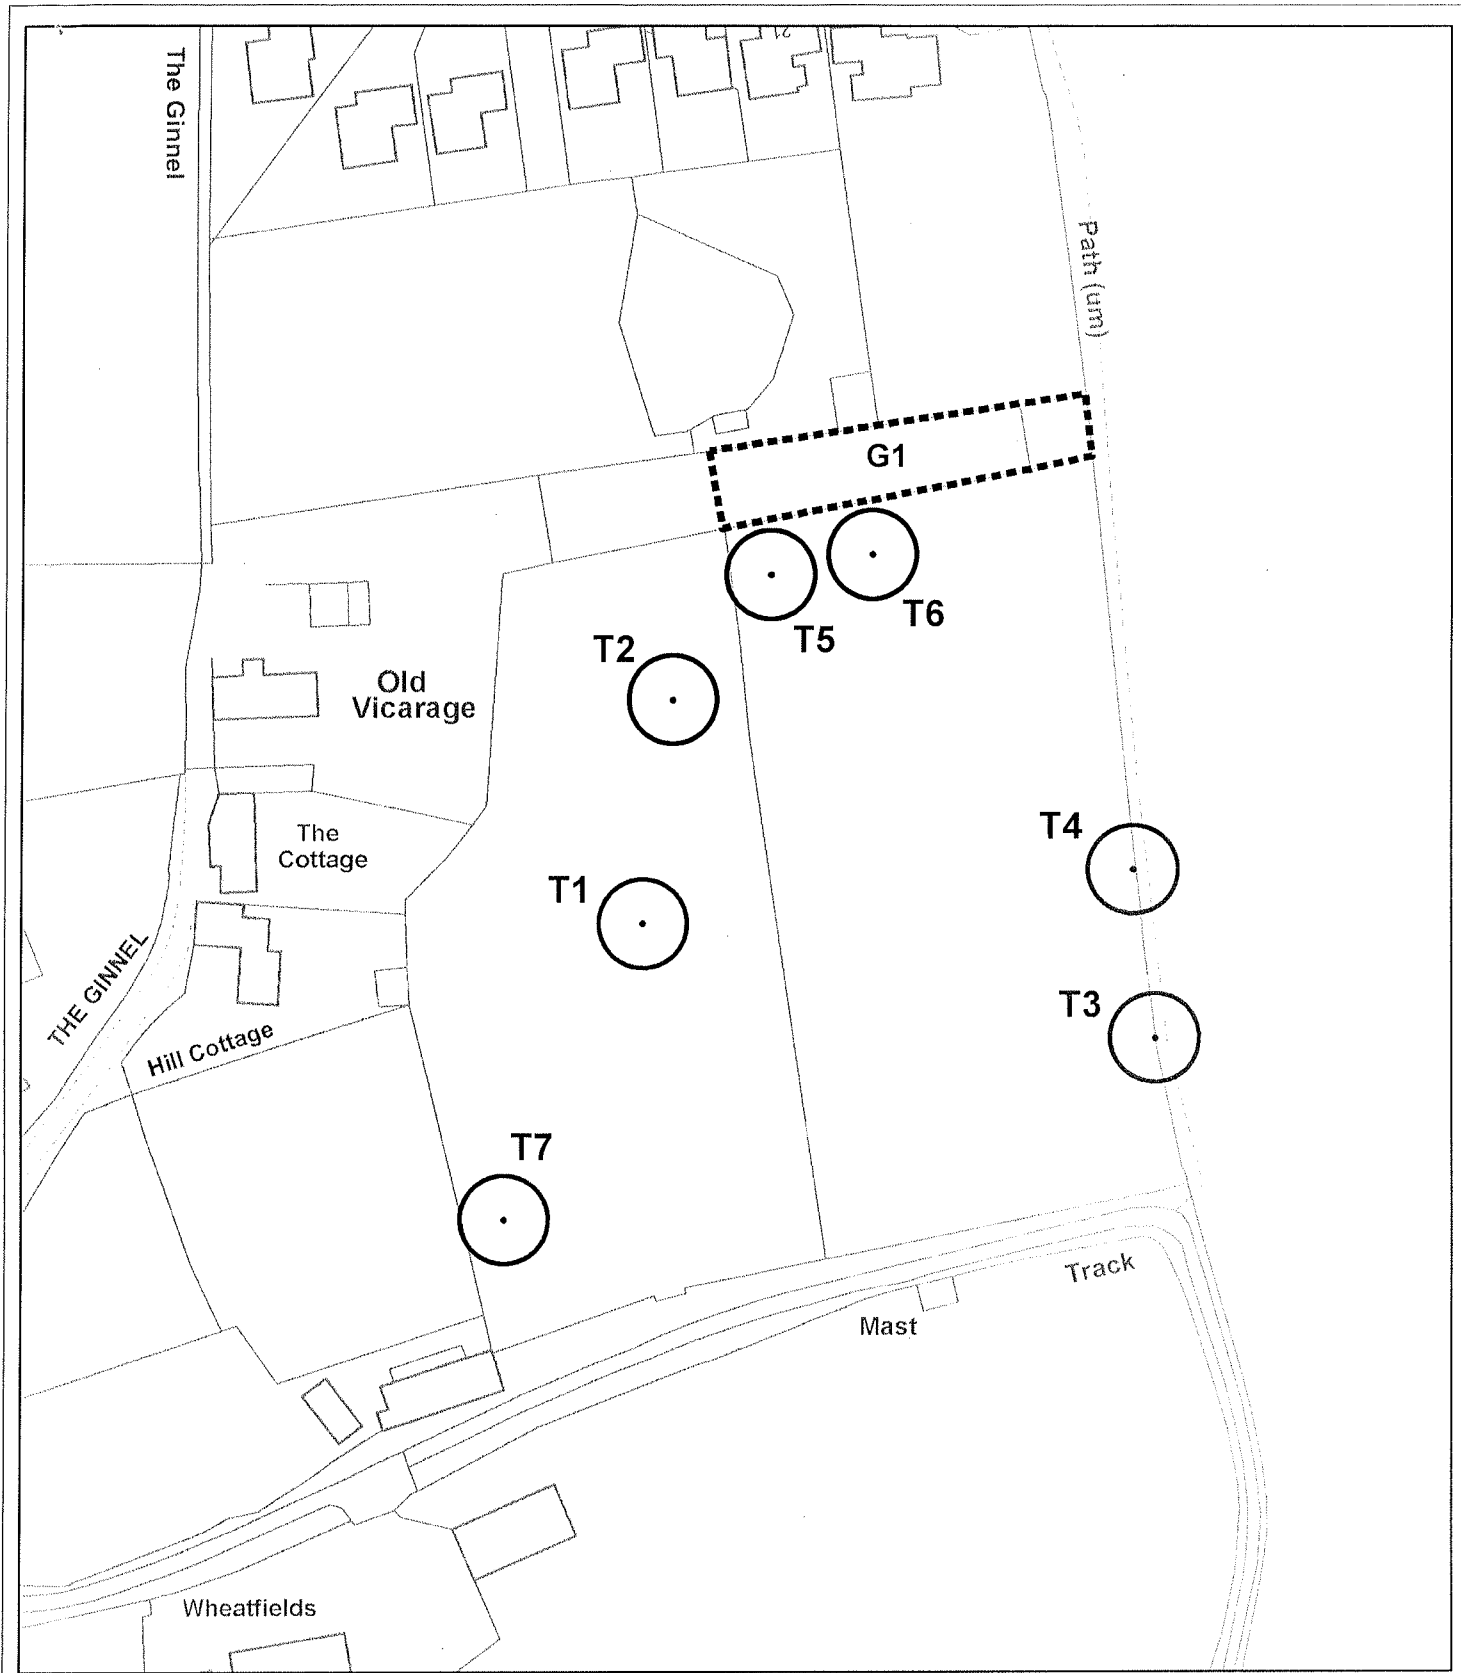 The Ginnel
21
Path (um)
G1
T6
T5
T2
Old
Vicarage
T4
The
Cottage
T1
THE GINNEL
T3
Hill Cottage
T7
Track
Mast
Wheatfields